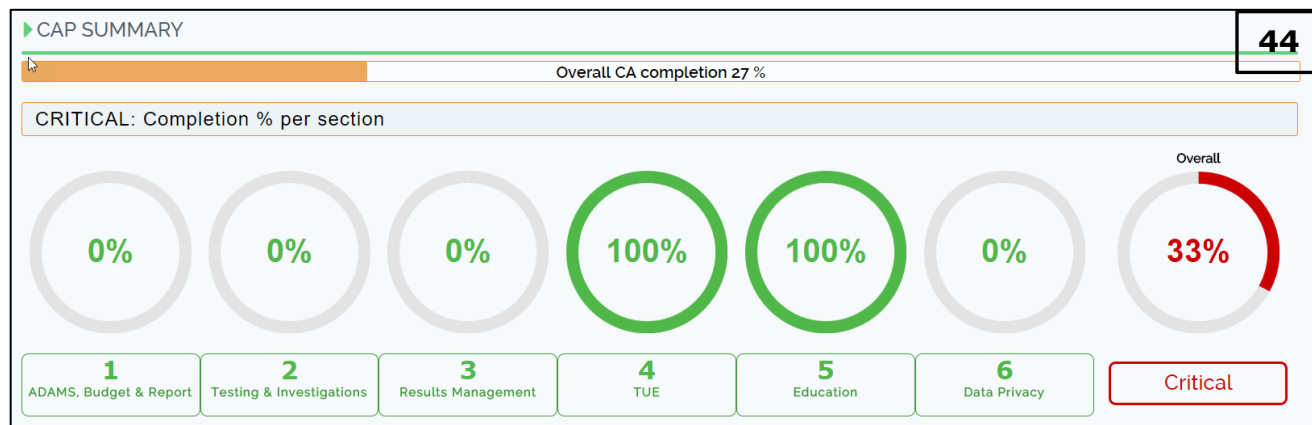 CAP SUMMARY
44
Overall CA completion 27 %
CRITICAL: Completion % per section
Overall
0%
0%
0%
100%
100%
0%
33%
1
ADAMS, Budget & Report
2
Testing & Investigations
3
Results Management
4
TUE
5
Education
6
Data Privacy
Critical